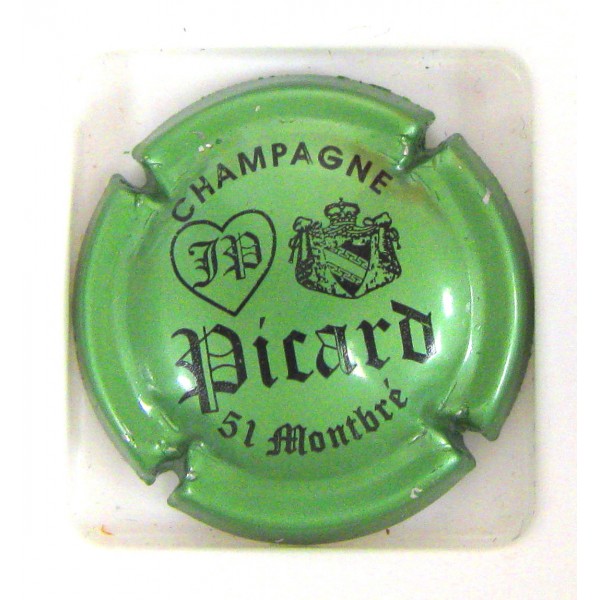 CHAMPAGNE
JP
Picard
51 Montbré